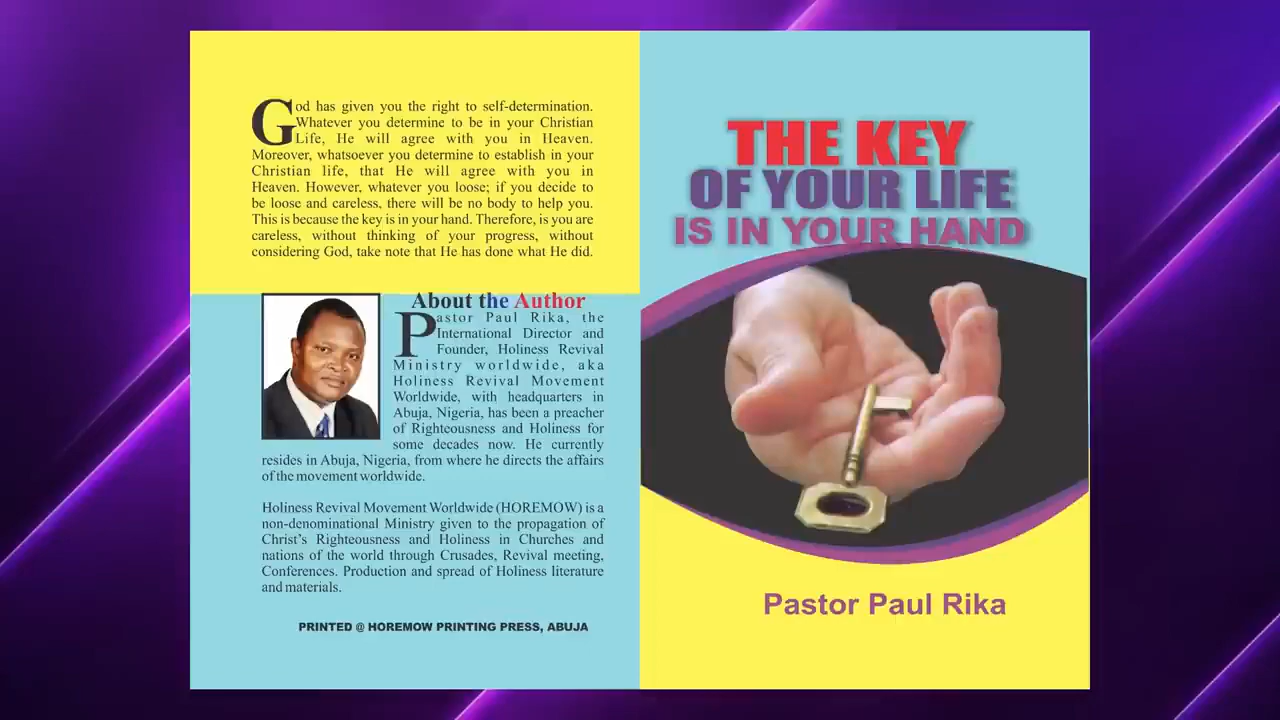 God has given you the right to self-determination.
Whatever you determine to be in your Christian
Life, He will agree with you in Heaven.
Moreover, whatsoever you determine to establish in your
Christian life, that He will agree with you in
Heaven. However, whatever you loose; if you decide to
be loose and careless, there will be no body to help you.
This is because the key is in your hand. Therefore, is you are
careless, without thinking of your progress, without
considering God, take note that He has done what He did.
About the Author
Pastor Paul Rika, the
International Director and
Founder, Holiness Revival
Ministry worldwide, aka
Holiness Revival Movement
Worldwide, with headquarters in
Abuja, Nigeria, has been a preacher
of Righteousness and Holiness for
some decades now. He currently
resides in Abuja, Nigeria, from where he directs the affairs
of the movement worldwide.
Holiness Revival Movement Worldwide (HOREMOW) is a
non-denominational Ministry given to the propagation of
Christ's Righteousness and Holiness in Churches and
nations of the world through Crusades, Revival meeting,
Conferences. Production and spread of Holiness literature
and materials.
PRINTED @ HOREMOW PRINTING PRESS, ABUJA
THE KEY
OF YOUR LIFE
IS IN YOUR HAND
Pastor Paul Rika